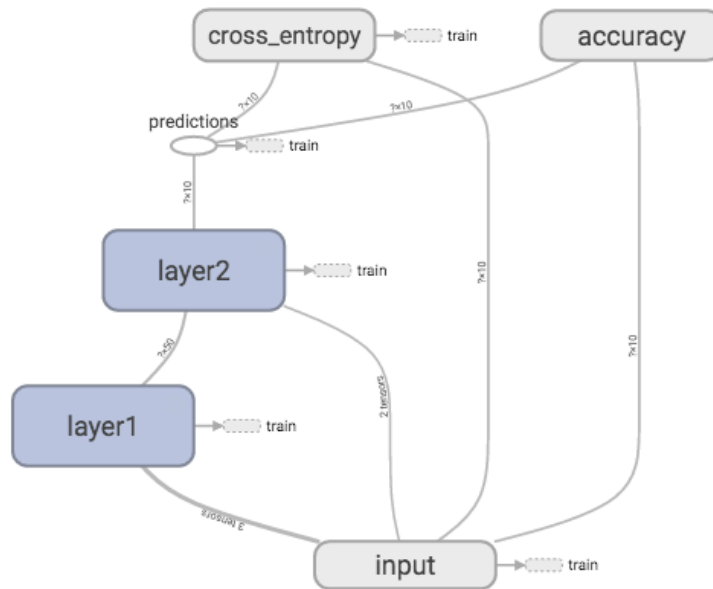 cross_entropy
train
accuracy
?×10
?×10
predictions
train
?×10
layer2
train
?×10
?×50
?×10
2 tensors
layer1
train
3 tensors
input
train